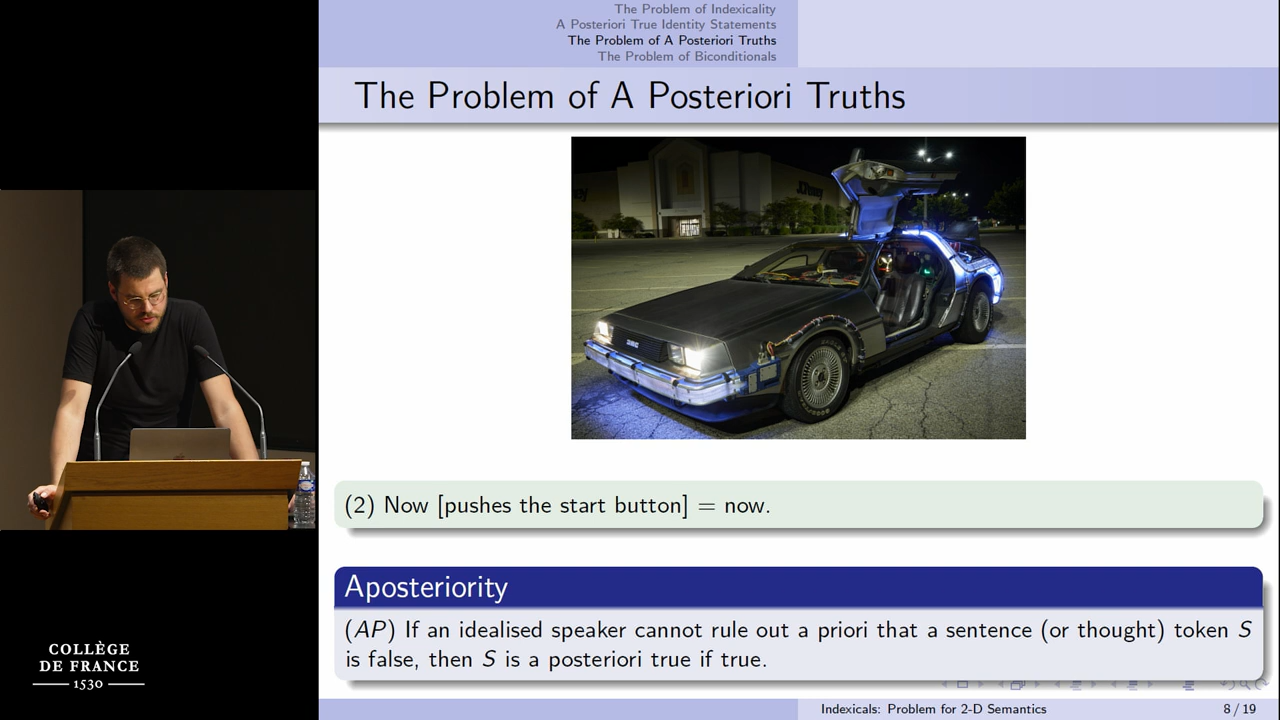 The Problem of Indexicality
A Posteriori True Identity Statements
The Problem of A Posteriori Truths
The Problem of Biconditionals
The Problem of A Posteriori Truths
(2) Now [pushes the start button] = now.
Aposteriority
(AP) If an idealised speaker cannot rule out a priori that a sentence (or thought) token S
is false, then S is a posteriori true if true.
COLLÈGE
DE FRANCE
1530
Indexicals: Problem for 2-D Semantics
8 / 19